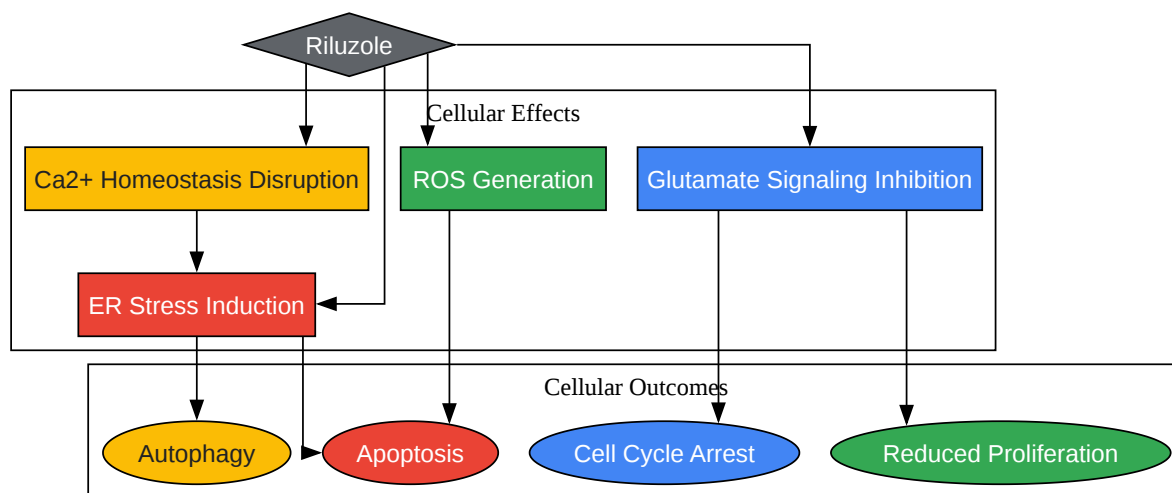 Riluzole
Cellular Effects
Ca2+ Homeostasis Disruption
ROS Generation
Glutamate Signaling Inhibition
ER Stress Induction
Cellular Outcomes
Autophagy
Apoptosis
Cell Cycle Arrest
Reduced Proliferation